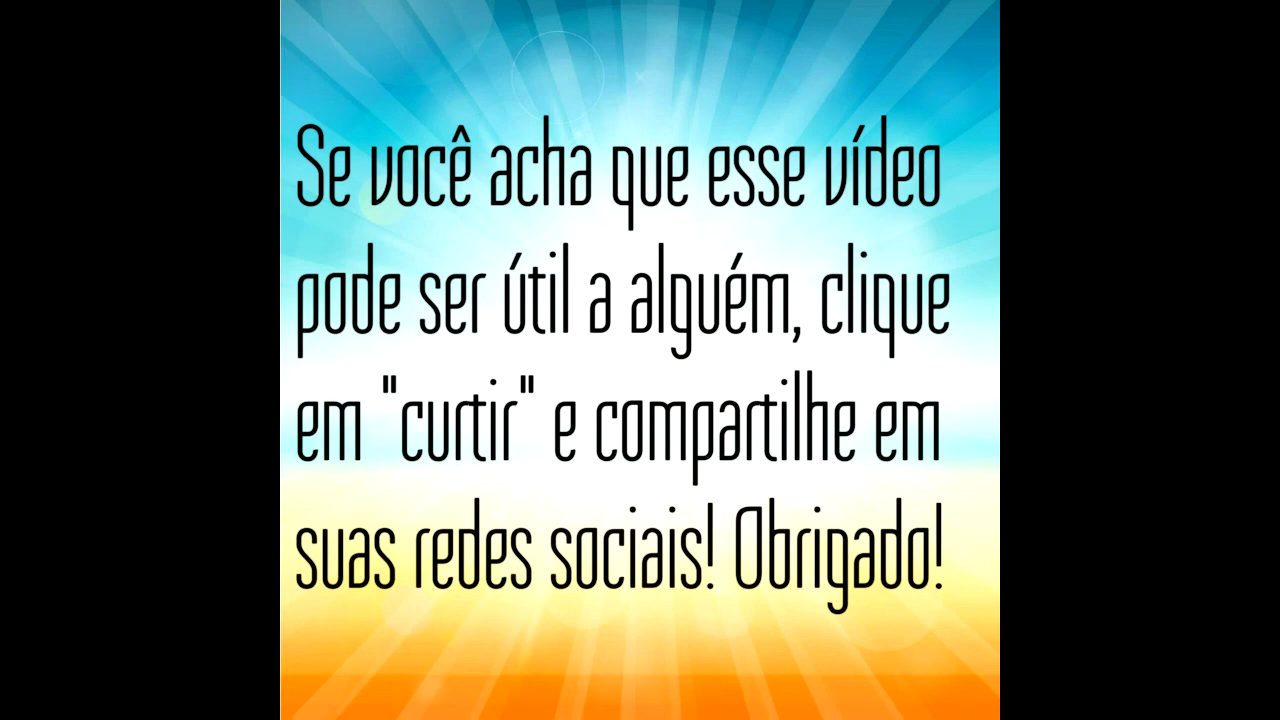 Se você acha que esse vídeo
pode ser útil a alguém, clique
em "curtir" e compartilhe em
suas redes sociais! Obrigado!